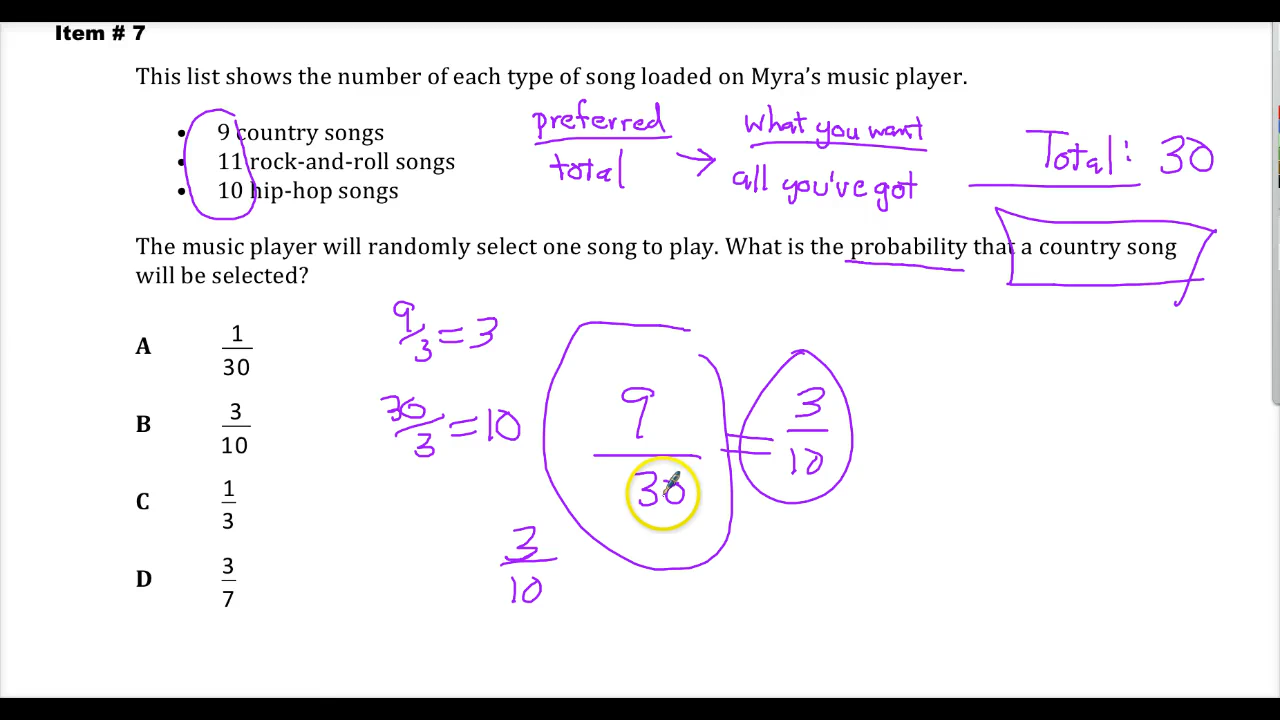 Item # 7
This list shows the number of each type of song loaded on Myra's music player.
• 9 country songs
• 11 rock-and-roll songs
• 10 hip-hop songs
preferred
total
what you want
all you've got
Total: 30
The music player will randomly select one song to play. What is the probability that a country song
will be selected?
A 1/30
B 3/10
C 1/3
D 3/7
9/3 = 3
30/3 = 10
9/30 = 3/10
3/10